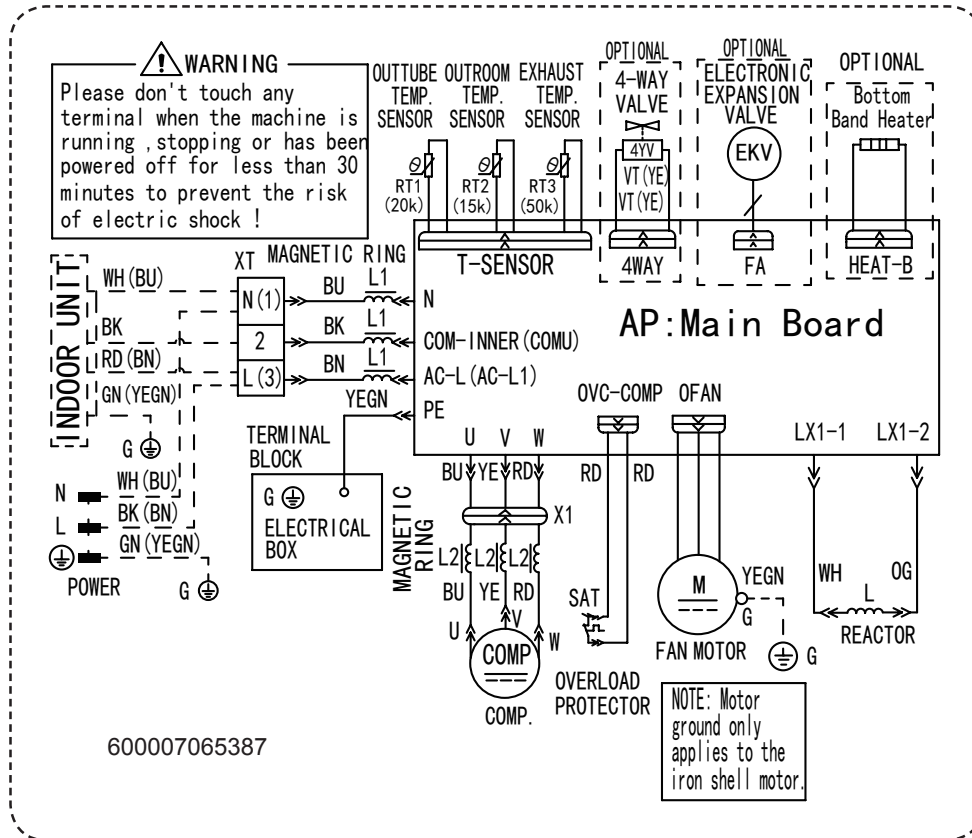 WARNING
Please don't touch any
terminal when the machine is
running ,stopping or has been
powered off for less than 30
minutes to prevent the risk
of electric shock !
OUTTUBE
TEMP.
SENSOR
OUTROOM
TEMP.
SENSOR
EXHAUST
TEMP.
SENSOR
θ
RT1
(20k)
θ
RT2
(15k)
θ
RT3
(50k)
T-SENSOR
OPTIONAL
4-WAY
VALVE
4YV
VT(YE)
VT(YE)
4WAY
OPTIONAL
ELECTRONIC
EXPANSION
VALVE
EKV
FA
OPTIONAL
Bottom
Band Heater
HEAT-B
AP:Main Board
INDOOR UNIT
WH(BU)
BK
RD(BN)
GN(YEGN)
G
XT
N(1)
2
L(3)
MAGNETIC RING
BU
L1
N
BK
L1
COM-INNER(COMU)
BN
L1
AC-L(AC-L1)
YEGN
PE
TERMINAL
BLOCK
G
ELECTRICAL
BOX
N
WH(BU)
L
BK(BN)
GN(YEGN)
POWER
G
U V W
BU YE RD
X1
MAGNETIC
RING
L2 L2 L2
BU YE RD
U V W
COMP
COMP.
OVC-COMP
RD RD
SAT
OVERLOAD
PROTECTOR
OFAN
M
YEGN
G
FAN MOTOR
G
LX1-1 LX1-2
WH OG
L
REACTOR
NOTE: Motor
ground only
applies to the
iron shell motor.
600007065387